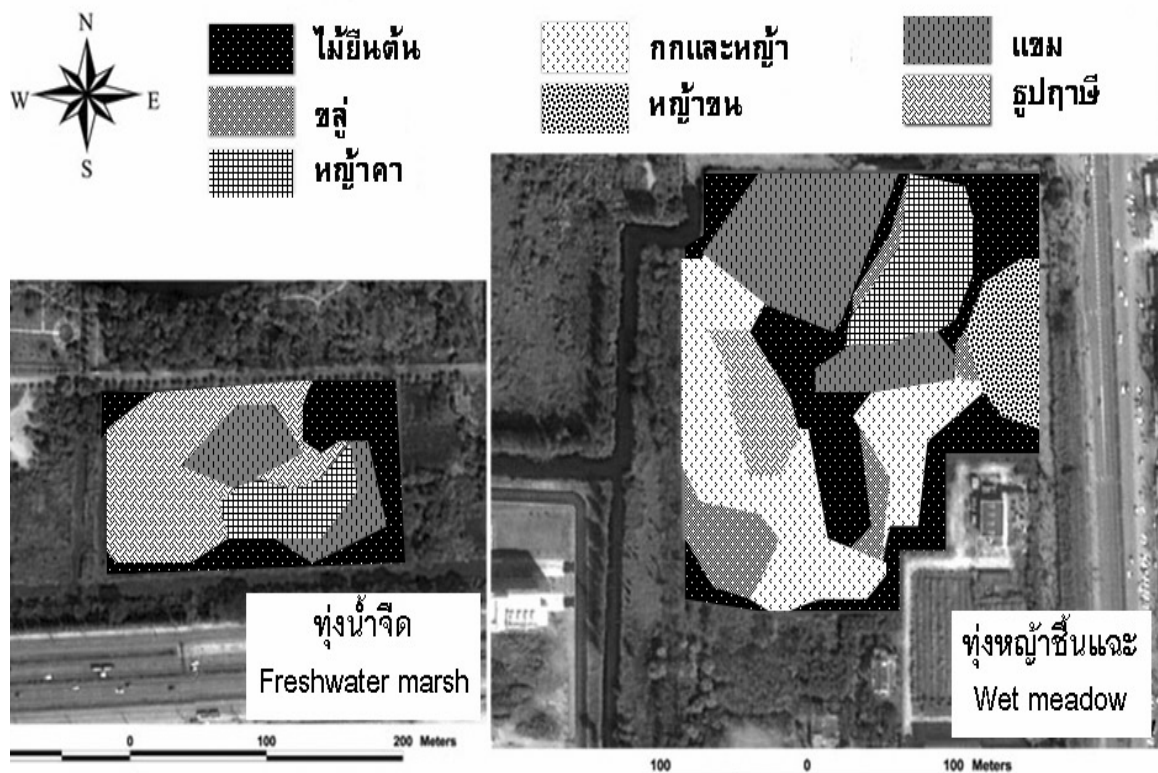 N
W E
S
ไม้ยืนต้น
ขลู่
หญ้าคา
กกและหญ้า
หญ้าขน
แขม
ธูปฤาษี
ทุ่งน้ำจืด
Freshwater marsh
0 100 200 Meters
ทุ่งหญ้าชื้นแฉะ
Wet meadow
100 0 100 Meters